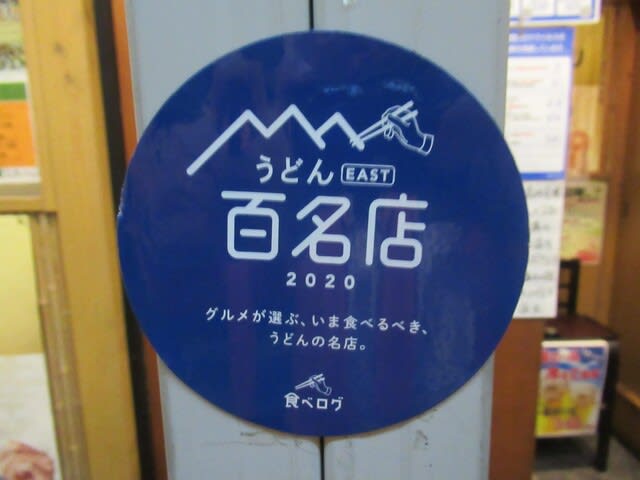 うどん EAST
百名店
2020
グルメが選ぶ、いま食べるべき、
うどんの名店。
食べログ